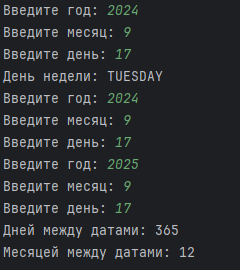 Введите год: 2024
Введите месяц: 9
Введите день: 17
День недели: TUESDAY
Введите год: 2024
Введите месяц: 9
Введите день: 17
Введите год: 2025
Введите месяц: 9
Введите день: 17
Дней между датами: 365
Месяцей между датами: 12